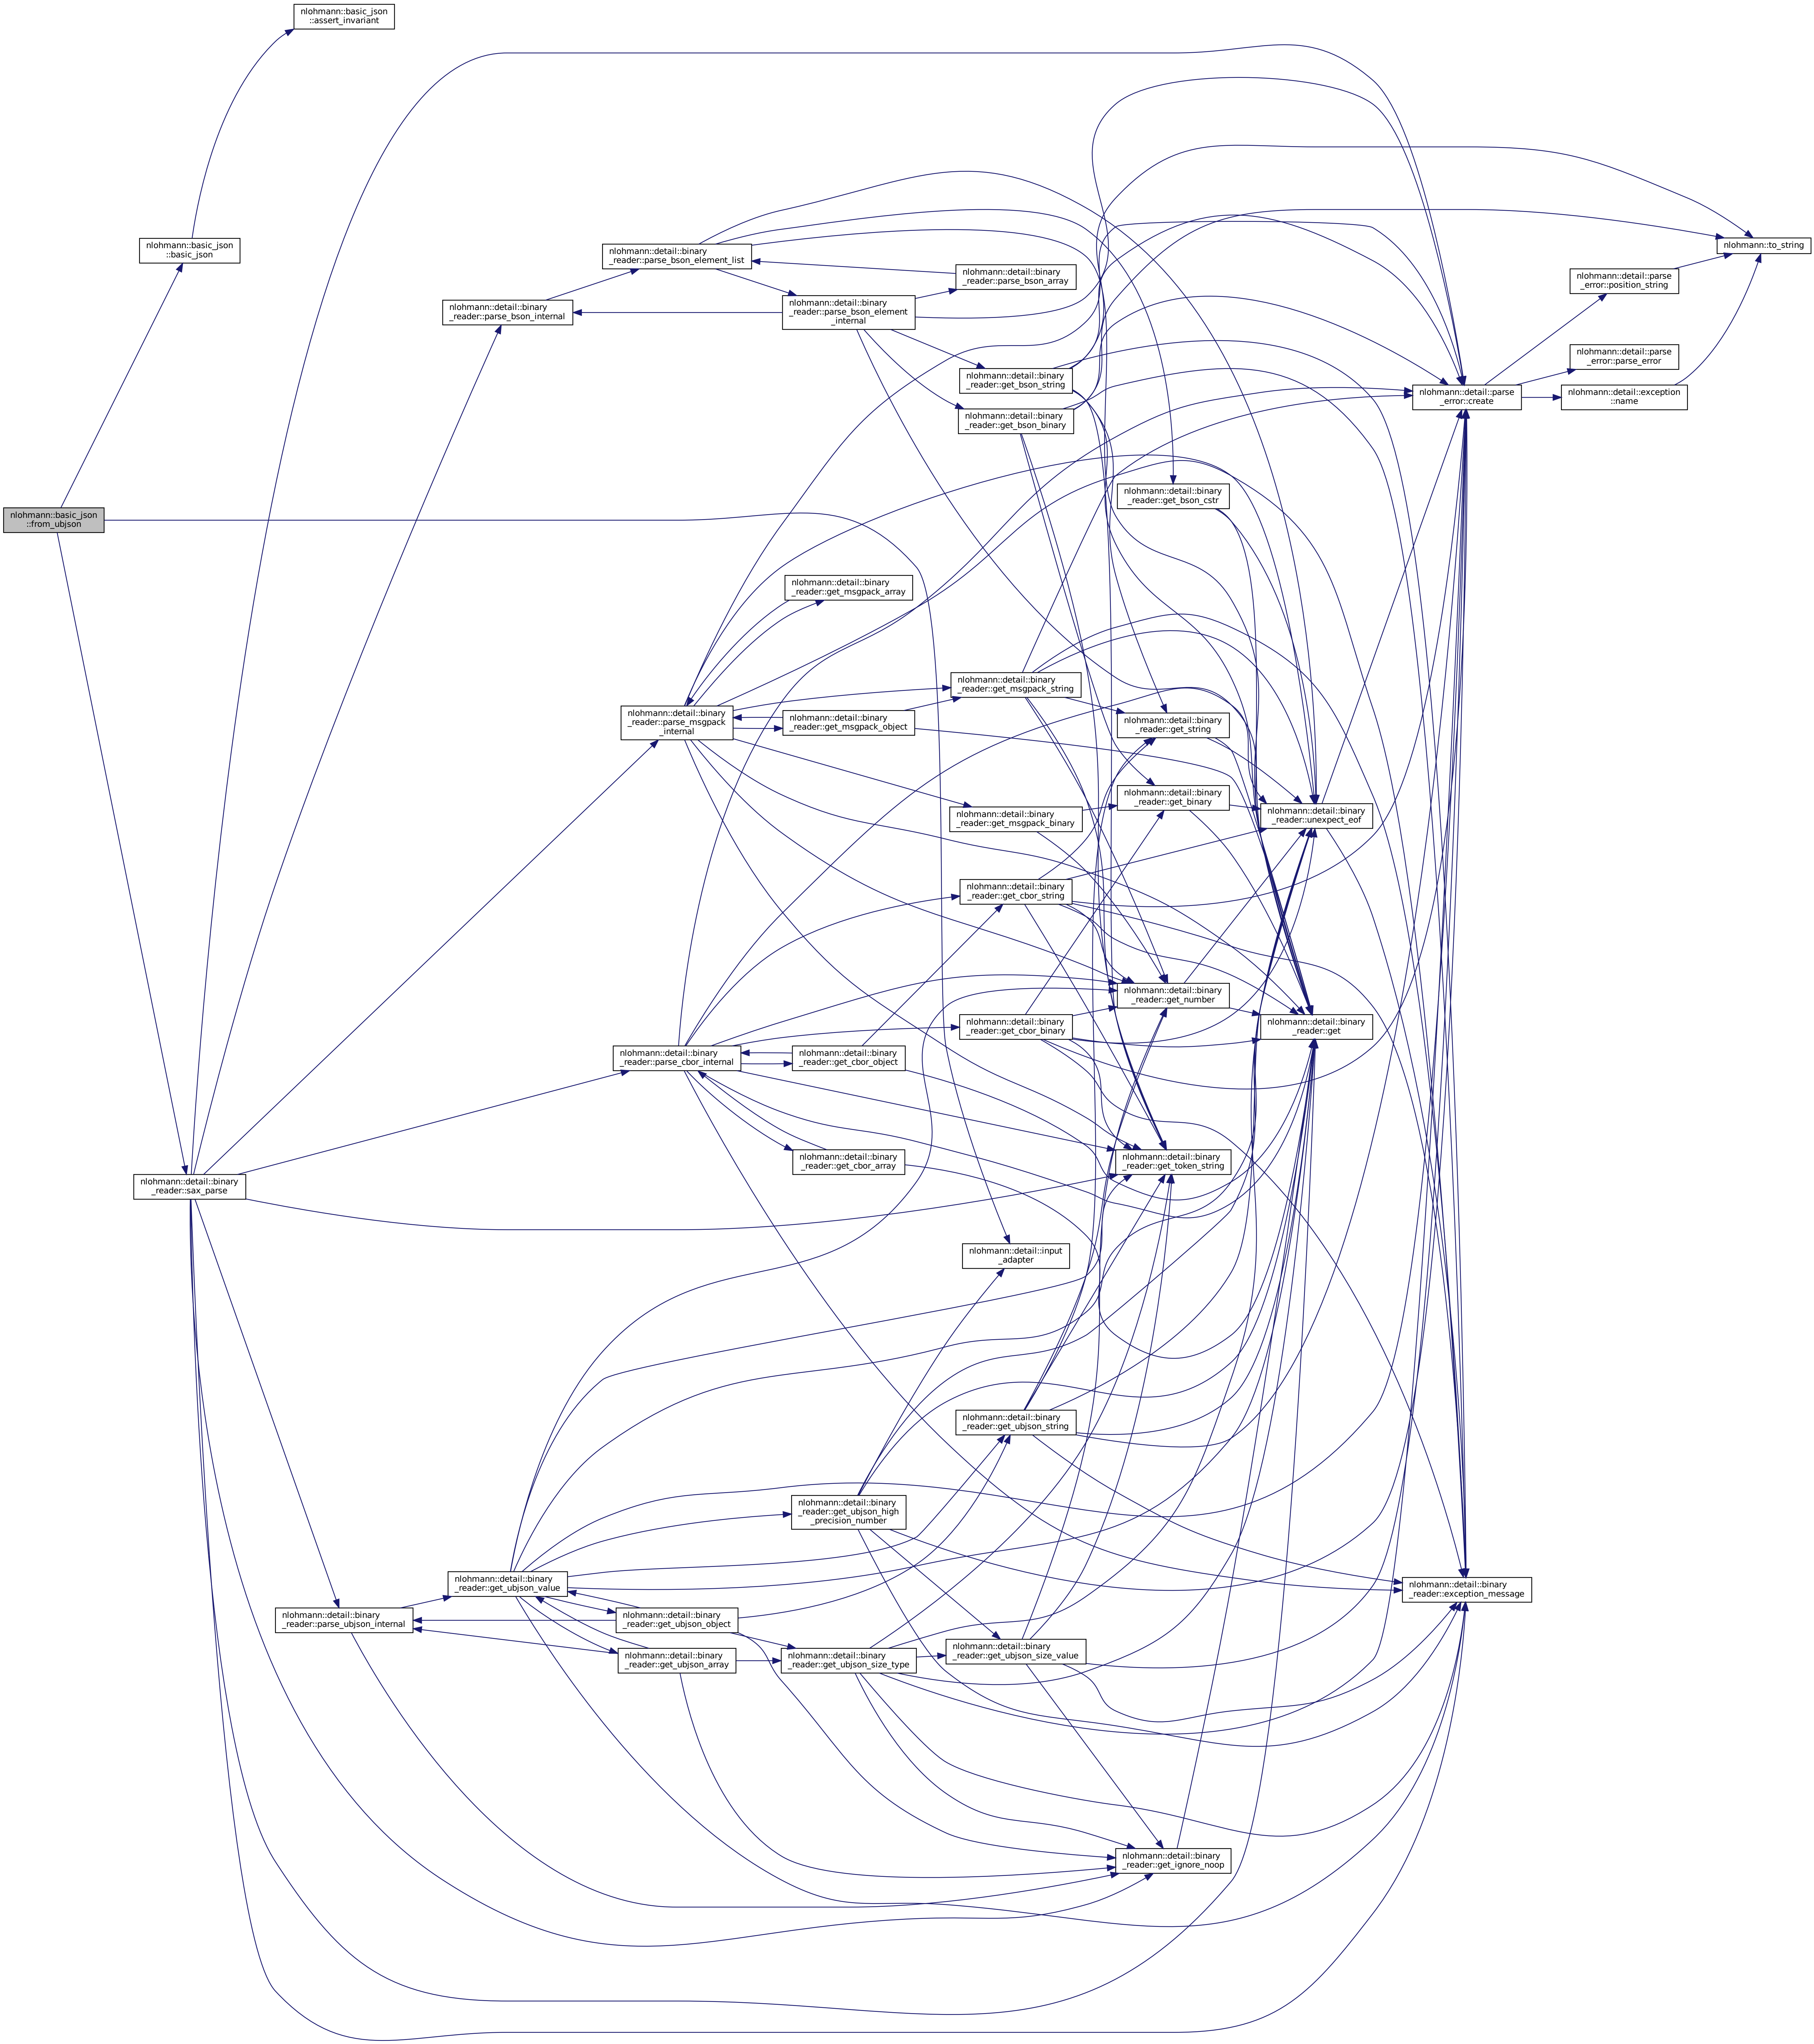 nlohmann::basic_json
::assert_invariant
nlohmann::basic_json
::basic_json
nlohmann::to_string
nlohmann::detail::binary
_reader::parse_bson_element_list
nlohmann::detail::binary
_reader::parse_bson_array
nlohmann::detail::parse
_error::position_string
nlohmann::detail::binary
_reader::parse_bson_internal
nlohmann::detail::binary
_reader::parse_bson_element
_internal
nlohmann::detail::parse
_error::parse_error
nlohmann::detail::binary
_reader::get_bson_string
nlohmann::detail::parse
_error::create
nlohmann::detail::exception
::name
nlohmann::detail::binary
_reader::get_bson_binary
nlohmann::detail::binary
_reader::get_bson_cstr
nlohmann::basic_json
::from_ubjson
nlohmann::detail::binary
_reader::get_msgpack_array
nlohmann::detail::binary
_reader::get_msgpack_string
nlohmann::detail::binary
_reader::parse_msgpack
_internal
nlohmann::detail::binary
_reader::get_msgpack_object
nlohmann::detail::binary
_reader::get_string
nlohmann::detail::binary
_reader::get_binary
nlohmann::detail::binary
_reader::get_msgpack_binary
nlohmann::detail::binary
_reader::unexpect_eof
nlohmann::detail::binary
_reader::get_cbor_string
nlohmann::detail::binary
_reader::get_number
nlohmann::detail::binary
_reader::get_cbor_binary
nlohmann::detail::binary
_reader::get
nlohmann::detail::binary
_reader::parse_cbor_internal
nlohmann::detail::binary
_reader::get_cbor_object
nlohmann::detail::binary
_reader::get_cbor_array
nlohmann::detail::binary
_reader::get_token_string
nlohmann::detail::binary
_reader::sax_parse
nlohmann::detail::input
_adapter
nlohmann::detail::binary
_reader::get_ubjson_string
nlohmann::detail::binary
_reader::get_ubjson_high
_precision_number
nlohmann::detail::binary
_reader::get_ubjson_value
nlohmann::detail::binary
_reader::exception_message
nlohmann::detail::binary
_reader::parse_ubjson_internal
nlohmann::detail::binary
_reader::get_ubjson_object
nlohmann::detail::binary
_reader::get_ubjson_array
nlohmann::detail::binary
_reader::get_ubjson_size_type
nlohmann::detail::binary
_reader::get_ubjson_size_value
nlohmann::detail::binary
_reader::get_ignore_noop